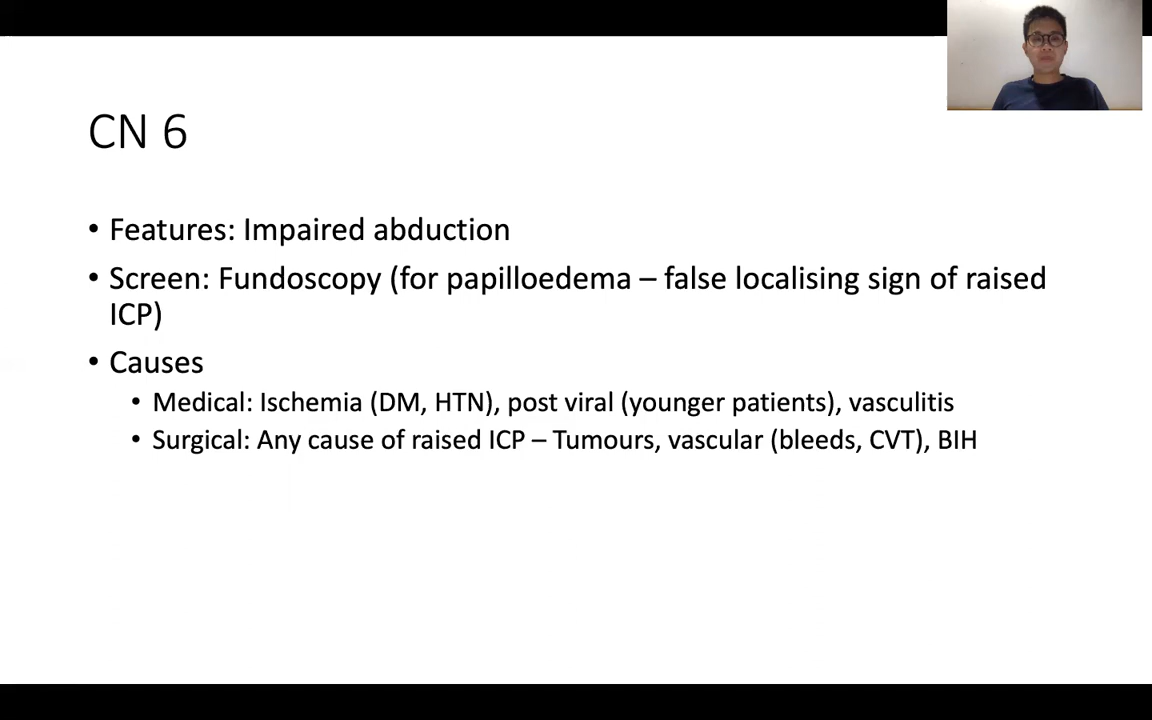 CN 6
• Features: Impaired abduction
• Screen: Fundoscopy (for papilloedema – false localising sign of raised
ICP)
• Causes
• Medical: Ischemia (DM, HTN), post viral (younger patients), vasculitis
• Surgical: Any cause of raised ICP – Tumours, vascular (bleeds, CVT), BIH